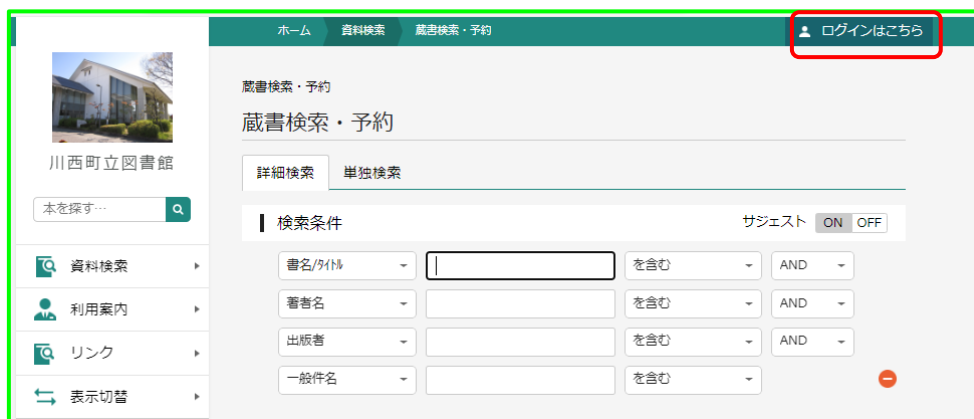 ホーム 資料検索 蔵書検索・予約 ログインはこちら
蔵書検索・予約
蔵書検索・予約
川西町立図書館
詳細検索 単独検索
本を探す…
検索条件 サジェスト ON OFF
書名/タイトル を含む AND
資料検索
著者名 を含む AND
利用案内
出版者 を含む AND
リンク
一般件名 を含む
表示切替